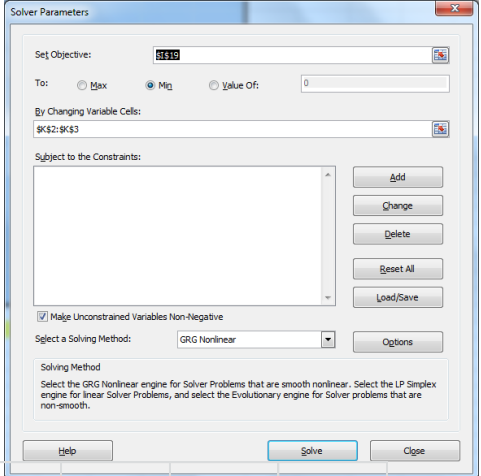 Solver Parameters
Set Objective: $I$19
To: Max Min Value Of: 0
By Changing Variable Cells:
$K$2:$K$3
Subject to the Constraints:
Add
Change
Delete
Reset All
Load/Save
Make Unconstrained Variables Non-Negative
Select a Solving Method: GRG Nonlinear Options
Solving Method
Select the GRG Nonlinear engine for Solver Problems that are smooth nonlinear. Select the LP Simplex
engine for linear Solver Problems, and select the Evolutionary engine for Solver problems that are
non-smooth.
Help Solve Close